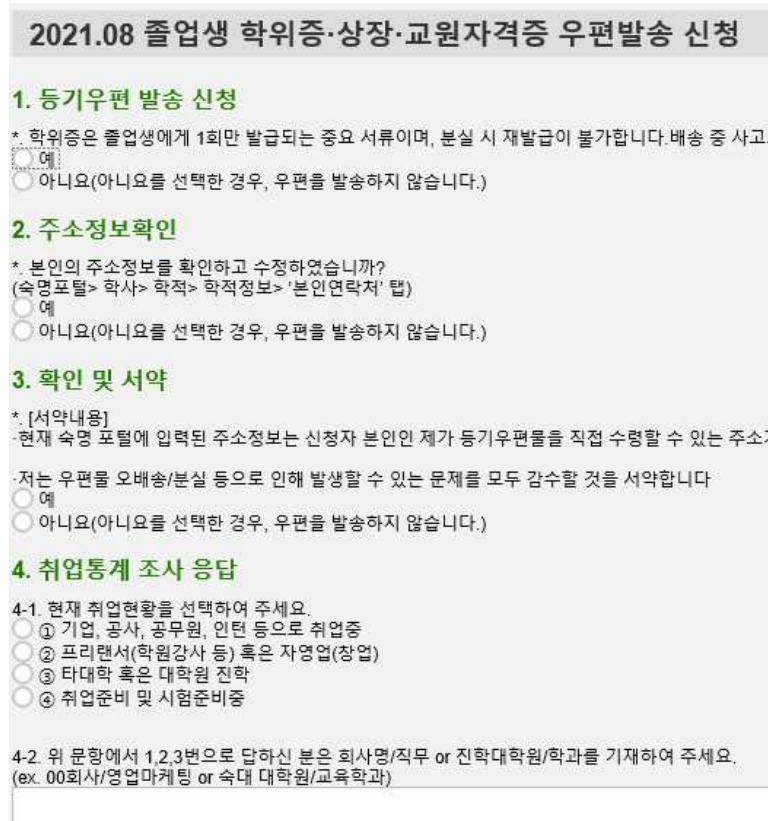 2021.08 졸업생 학위증·상장·교원자격증 우편발송 신청
1. 등기우편 발송 신청
*. 학위증은 졸업생에게 1회만 발급되는 중요 서류이며, 분실 시 재발급이 불가합니다.배송 중 사고
예
아니요(아니요를 선택한 경우, 우편을 발송하지 않습니다.)
2. 주소정보확인
*. 본인의 주소정보를 확인하고 수정하였습니까?
(숙명포털> 학사> 학적> 학적정보> '본인연락처' 탭)
예
아니요(아니요를 선택한 경우, 우편을 발송하지 않습니다.)
3. 확인 및 서약
*. [서약내용]
·현재 숙명 포털에 입력된 주소정보는 신청자 본인인 제가 등기우편물을 직접 수령할 수 있는 주소
·저는 우편물 오배송/분실 등으로 인해 발생할 수 있는 문제를 모두 감수할 것을 서약합니다
예
아니요(아니요를 선택한 경우, 우편을 발송하지 않습니다.)
4. 취업통계 조사 응답
4-1. 현재 취업현황을 선택하여 주세요.
① 기업, 공사, 공무원, 인턴 등으로 취업중
② 프리랜서(학원강사 등) 혹은 자영업(창업)
③ 타대학 혹은 대학원 진학
④ 취업준비 및 시험준비중
4-2. 위 문항에서 1,2,3번으로 답하신 분은 회사명/직무 or 진학대학원/학과를 기재하여 주세요.
(ex. 00회사/영업마케팅 or 숙대 대학원/교육학과)